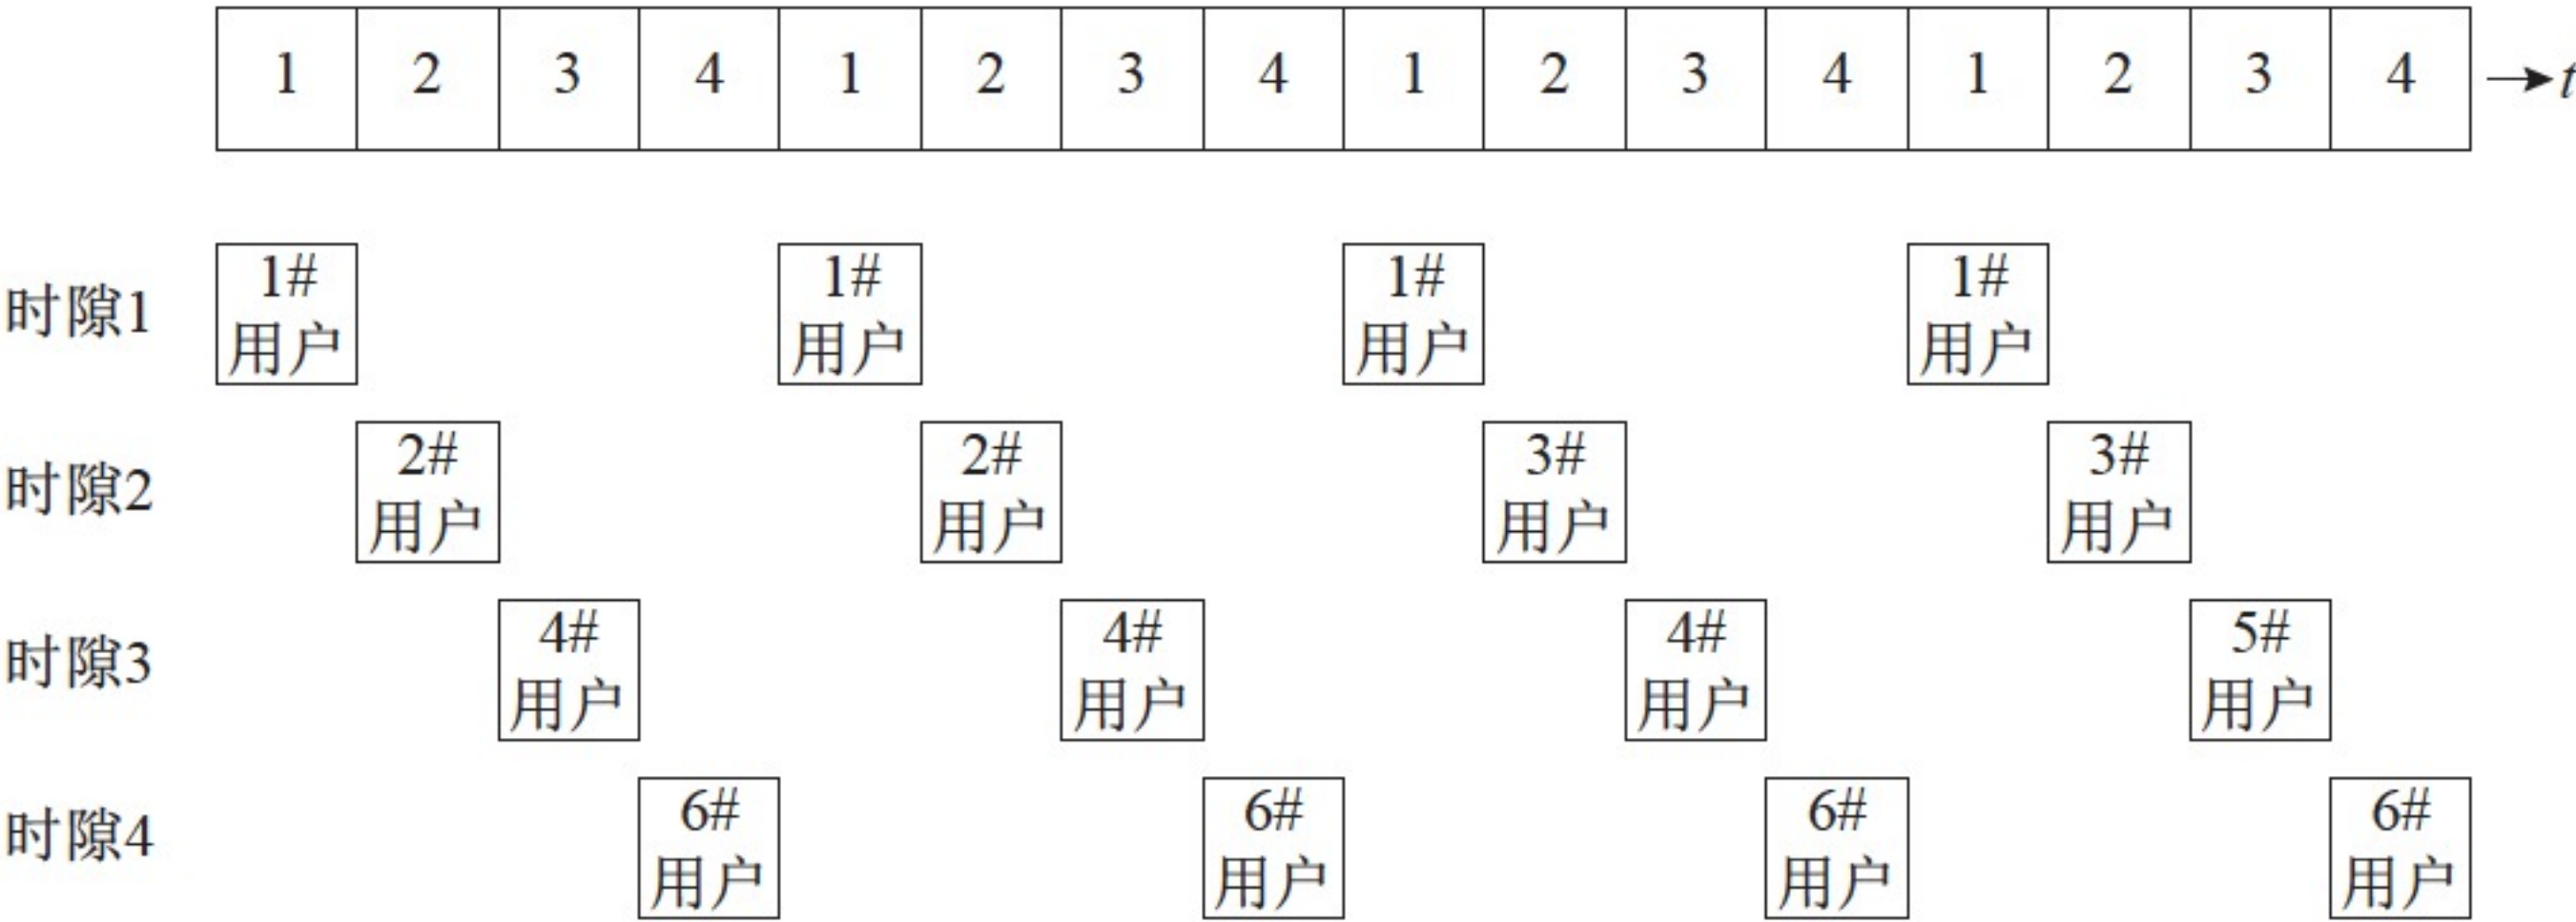 1 2 3 4 1 2 3 4 1 2 3 4 1 2 3 4 t
时隙1
1# 1# 1# 1#
用户 用户 用户 用户
时隙2
2# 2# 3# 3#
用户 用户 用户 用户
时隙3
4# 4# 4# 5#
用户 用户 用户 用户
时隙4
6# 6# 6# 6#
用户 用户 用户 用户